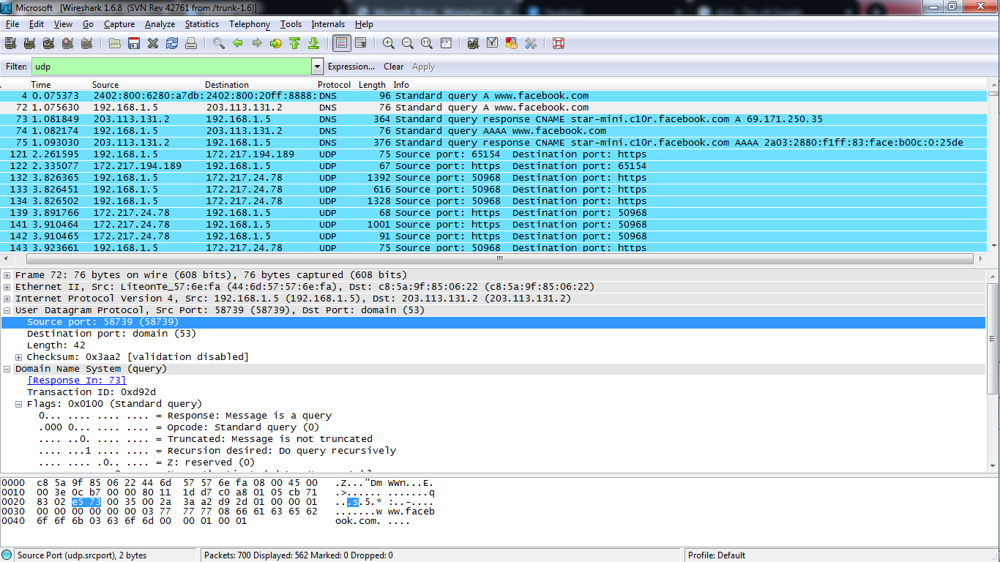 Microsoft   [Wireshark 1.6.8  (SVN Rev 42761 from /trunk-1.6)]
File Edit View Go Capture Analyze Statistics Telephony Tools Internals Help
Filter: udp Expression... Clear Apply
. Time Source Destination Protocol Length Info
4 0.075373 2402:800:6280:a7db: 2402:800:20ff:8888: DNS 96 Standard query A www.facebook.com
72 1.075630 192.168.1.5 203.113.131.2 DNS 76 Standard query A www.facebook.com
73 1.081849 203.113.131.2 192.168.1.5 DNS 364 Standard query response CNAME star-mini.c10r.facebook.com A 69.171.250.35
74 1.082174 192.168.1.5 203.113.131.2 DNS 76 Standard query AAAA www.facebook.com
75 1.093030 203.113.131.2 192.168.1.5 DNS 376 Standard query response CNAME star-mini.c10r.facebook.com AAAA 2a03:2880:f1ff:83:face:b00c:0:25de
121 2.261595 192.168.1.5 172.217.194.189 UDP 75 Source port: 65154  Destination port: https
122 2.335077 172.217.194.189 192.168.1.5 UDP 67 Source port: https  Destination port: 65154
132 3.826365 192.168.1.5 172.217.24.78 UDP 1392 Source port: 50968  Destination port: https
133 3.826451 192.168.1.5 172.217.24.78 UDP 616 Source port: 50968  Destination port: https
134 3.826502 192.168.1.5 172.217.24.78 UDP 1328 Source port: 50968  Destination port: https
139 3.891766 172.217.24.78 192.168.1.5 UDP 68 Source port: https  Destination port: 50968
141 3.910464 172.217.24.78 192.168.1.5 UDP 1001 Source port: https  Destination port: 50968
142 3.910465 172.217.24.78 192.168.1.5 UDP 91 Source port: https  Destination port: 50968
143 3.923661 172.217.24.78 192.168.1.5 UDP 75 Source port: https  Destination port: 50968
Frame 72: 76 bytes on wire (608 bits), 76 bytes captured (608 bits)
Ethernet II, Src: LiteonTe_57:6e:fa (44:6d:57:57:6e:fa), Dst: c8:5a:9f:85:06:22 (c8:5a:9f:85:06:22)
Internet Protocol Version 4, Src: 192.168.1.5 (192.168.1.5), Dst: 203.113.131.2 (203.113.131.2)
User Datagram Protocol, Src Port: 58739 (58739), Dst Port: domain (53)
Source port: 58739 (58739)
Destination port: domain (53)
Length: 42
Checksum: 0x3aa2 [validation disabled]
Domain Name System (query)
[Response In: 73]
Transaction ID: 0xd92d
Flags: 0x0100 (Standard query)
0... .... .... .... = Response: Message is a query
.000 0... .... .... = Opcode: Standard query (0)
.... ..0. .... .... = Truncated: Message is not truncated
.... ...1 .... .... = Recursion desired: Do query recursively
.... .... .0.. .... = Z: reserved (0)
0000  c8 5a 9f 85 06 22 44 6d  57 57 6e fa 08 00 45 00   .Z..."Dm WWn...E.
0010  00 3e 0c b7 00 00 80 11  1d d7 c0 a8 01 05 cb 71   .>...... .......q
0020  83 02 e5 73 00 35 00 2a  3a a2 d9 2d 01 00 00 01   ...s.5.* :..-....
0030  00 00 00 00 00 00 03 77  77 77 08 66 61 63 65 62   .......w ww.faceb
0040  6f 6f 6b 03 63 6f 6d 00  00 01 00 01   ook.com. ....
Source Port (udp.srcport), 2 bytes Packets: 700 Displayed: 562 Marked: 0 Dropped: 0 Profile: Default